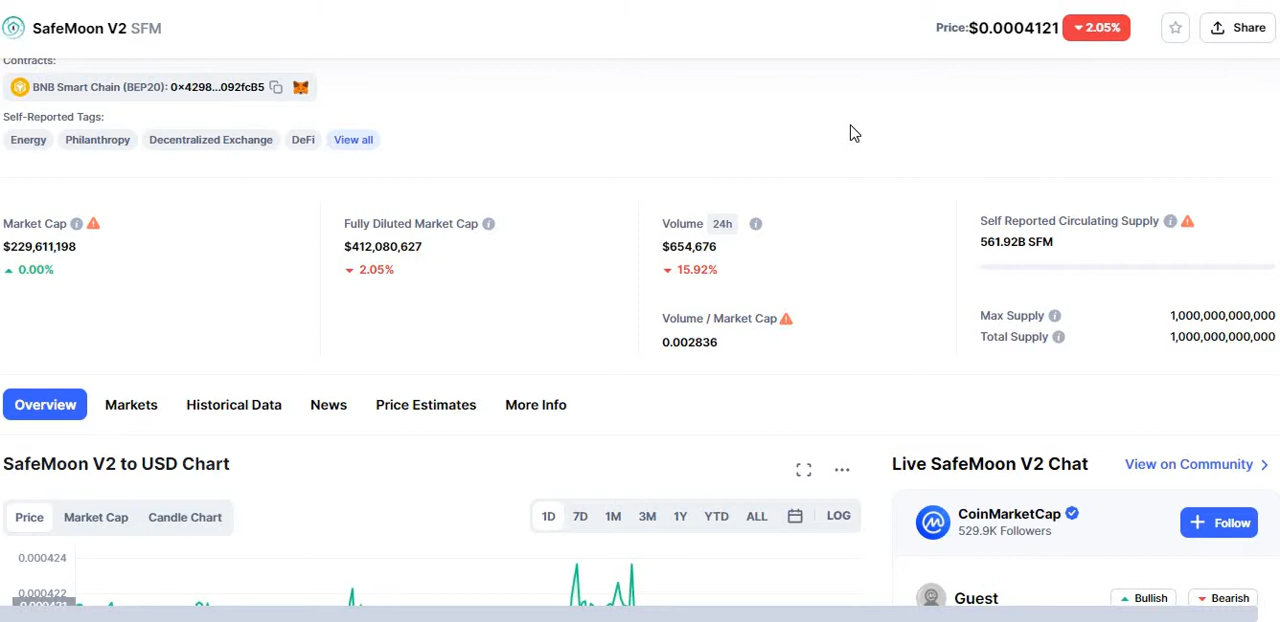 SafeMoon V2 SFM
Price:$0.0004121 2.05% Share
Contracts:
BNB Smart Chain (BEP20): 0x4298...092fcB5
Self-Reported Tags:
Energy Philanthropy Decentralized Exchange DeFi View all
Market Cap
$229,611,198
0.00%
Fully Diluted Market Cap
$412,080,627
2.05%
Volume 24h
$654,676
15.92%
Volume / Market Cap
0.002836
Self Reported Circulating Supply
561.92B SFM
Max Supply 1,000,000,000,000
Total Supply 1,000,000,000,000
Overview Markets Historical Data News Price Estimates More Info
SafeMoon V2 to USD Chart
Price Market Cap Candle Chart
1D 7D 1M 3M 1Y YTD ALL LOG
0.000424
0.000422
Live SafeMoon V2 Chat View on Community
CoinMarketCap
529.9K Followers
Follow
Guest Bullish Bearish